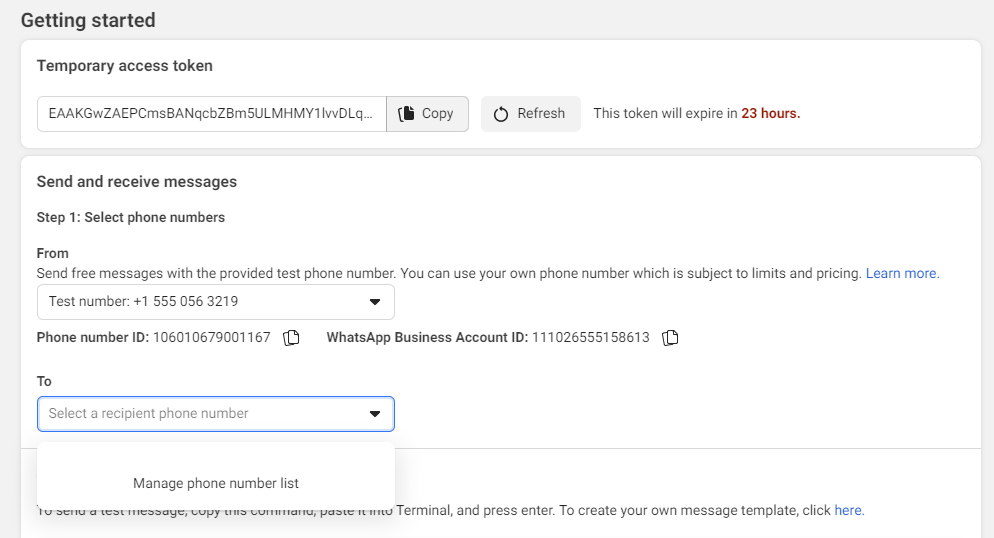 Getting started
Temporary access token
EAAKGwZAEPCmsBANqcbZBm5ULMHMY1lvvDLq...
Copy
Refresh
This token will expire in 23 hours.
Send and receive messages
Step 1: Select phone numbers
From
Send free messages with the provided test phone number. You can use your own phone number which is subject to limits and pricing. Learn more.
Test number: +1 555 056 3219
Phone number ID: 106010679001167
WhatsApp Business Account ID: 111026555158613
To
Select a recipient phone number
Manage phone number list
To send a test message, copy this command, paste it into Terminal, and press enter. To create your own message template, click here.